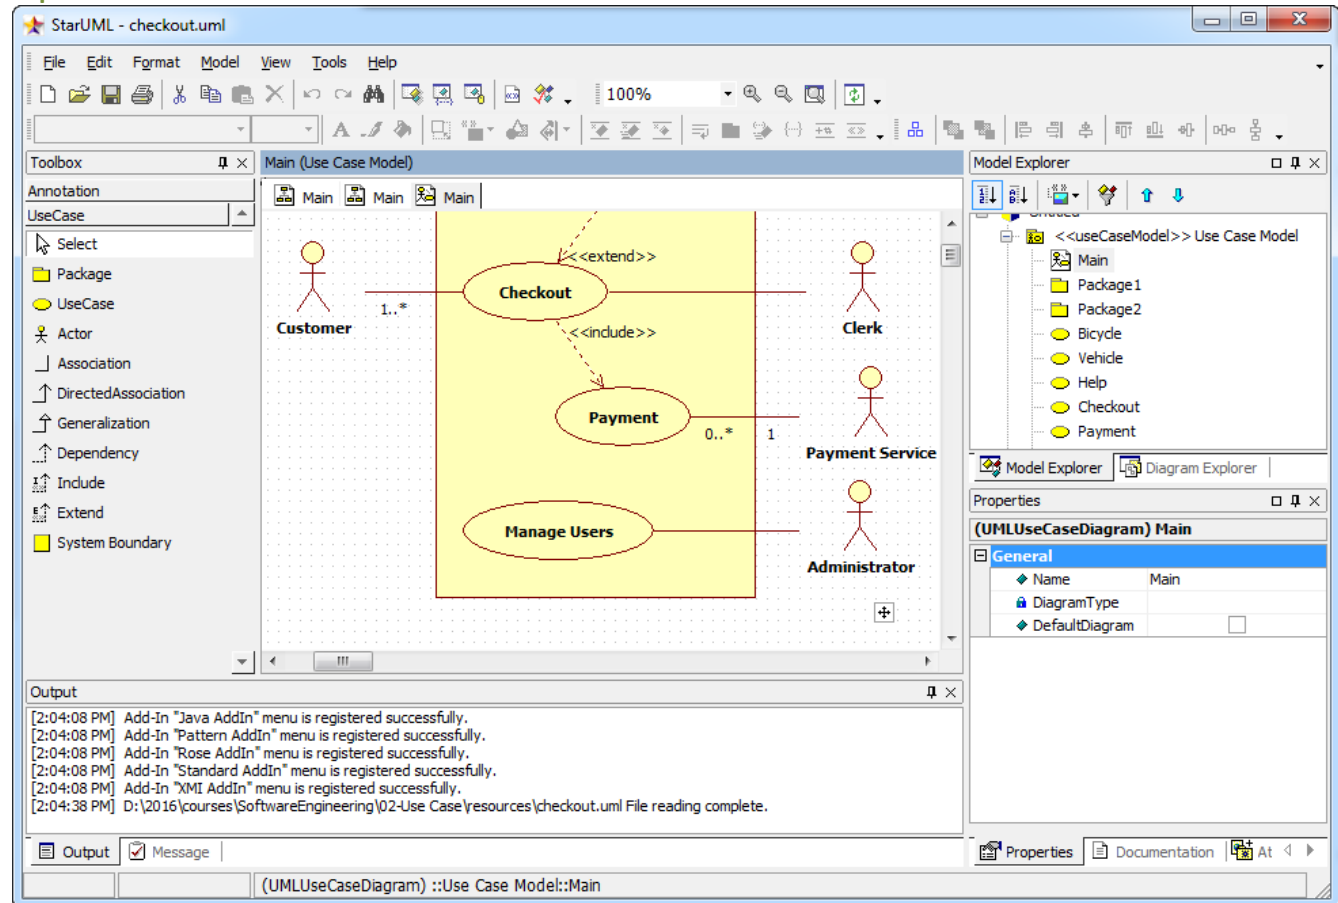 StarUML - checkout.uml
File Edit Format Model View Tools Help
100%
Toolbox
Annotation
UseCase
Select
Package
UseCase
Actor
Association
DirectedAssociation
Generalization
Dependency
Include
Extend
System Boundary
Main (Use Case Model)
Main Main Main
<<extend>>
Checkout
1..*
Customer
Clerk
<<include>>
Payment
0..* 1
Payment Service
Manage Users
Administrator
Model Explorer
<<useCaseModel>> Use Case Model
Main
Package1
Package2
Bicycle
Vehicle
Help
Checkout
Payment
Model Explorer Diagram Explorer
Properties
(UMLUseCaseDiagram) Main
General
Name Main
DiagramType
DefaultDiagram
Output
[2:04:08 PM] Add-In "Java AddIn" menu is registered successfully.
[2:04:08 PM] Add-In "Pattern AddIn" menu is registered successfully.
[2:04:08 PM] Add-In "Rose AddIn" menu is registered successfully.
[2:04:08 PM] Add-In "Standard AddIn" menu is registered successfully.
[2:04:08 PM] Add-In "XMI AddIn" menu is registered successfully.
[2:04:38 PM] D:\2016\courses\SoftwareEngineering\02-Use Case\resources\checkout.uml File reading complete.
Output Message
Properties Documentation At
(UMLUseCaseDiagram) ::Use Case Model::Main